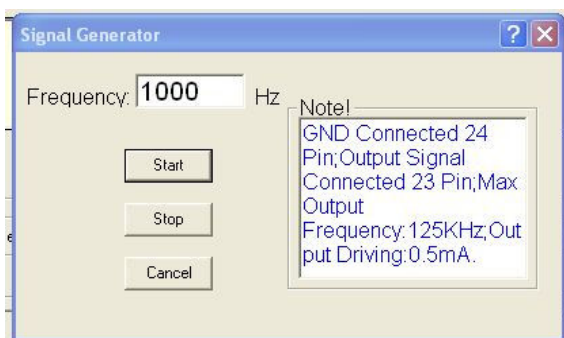 Signal Generator
Frequency: 1000 Hz
Note!
GND Connected 24
Pin;Output Signal
Connected 23 Pin;Max
Output
Frequency:125KHz;Out
put Driving:0.5mA.
Start
Stop
Cancel